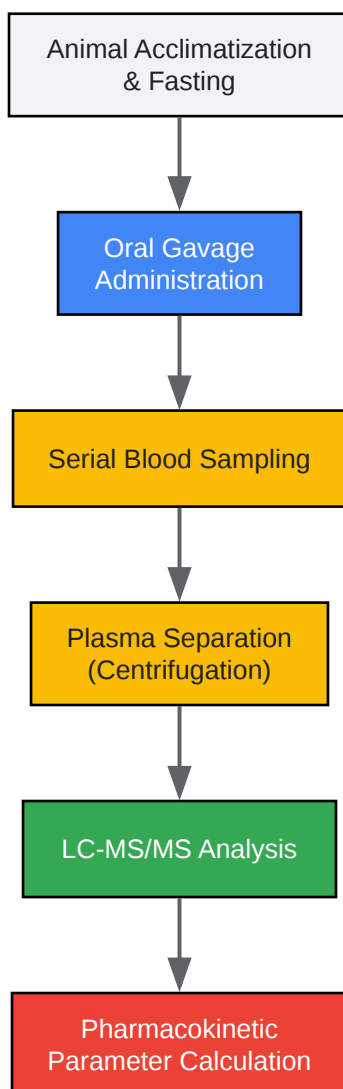 Animal Acclimatization
& Fasting
Oral Gavage
Administration
Serial Blood Sampling
Plasma Separation
(Centrifugation)
LC-MS/MS Analysis
Pharmacokinetic
Parameter Calculation